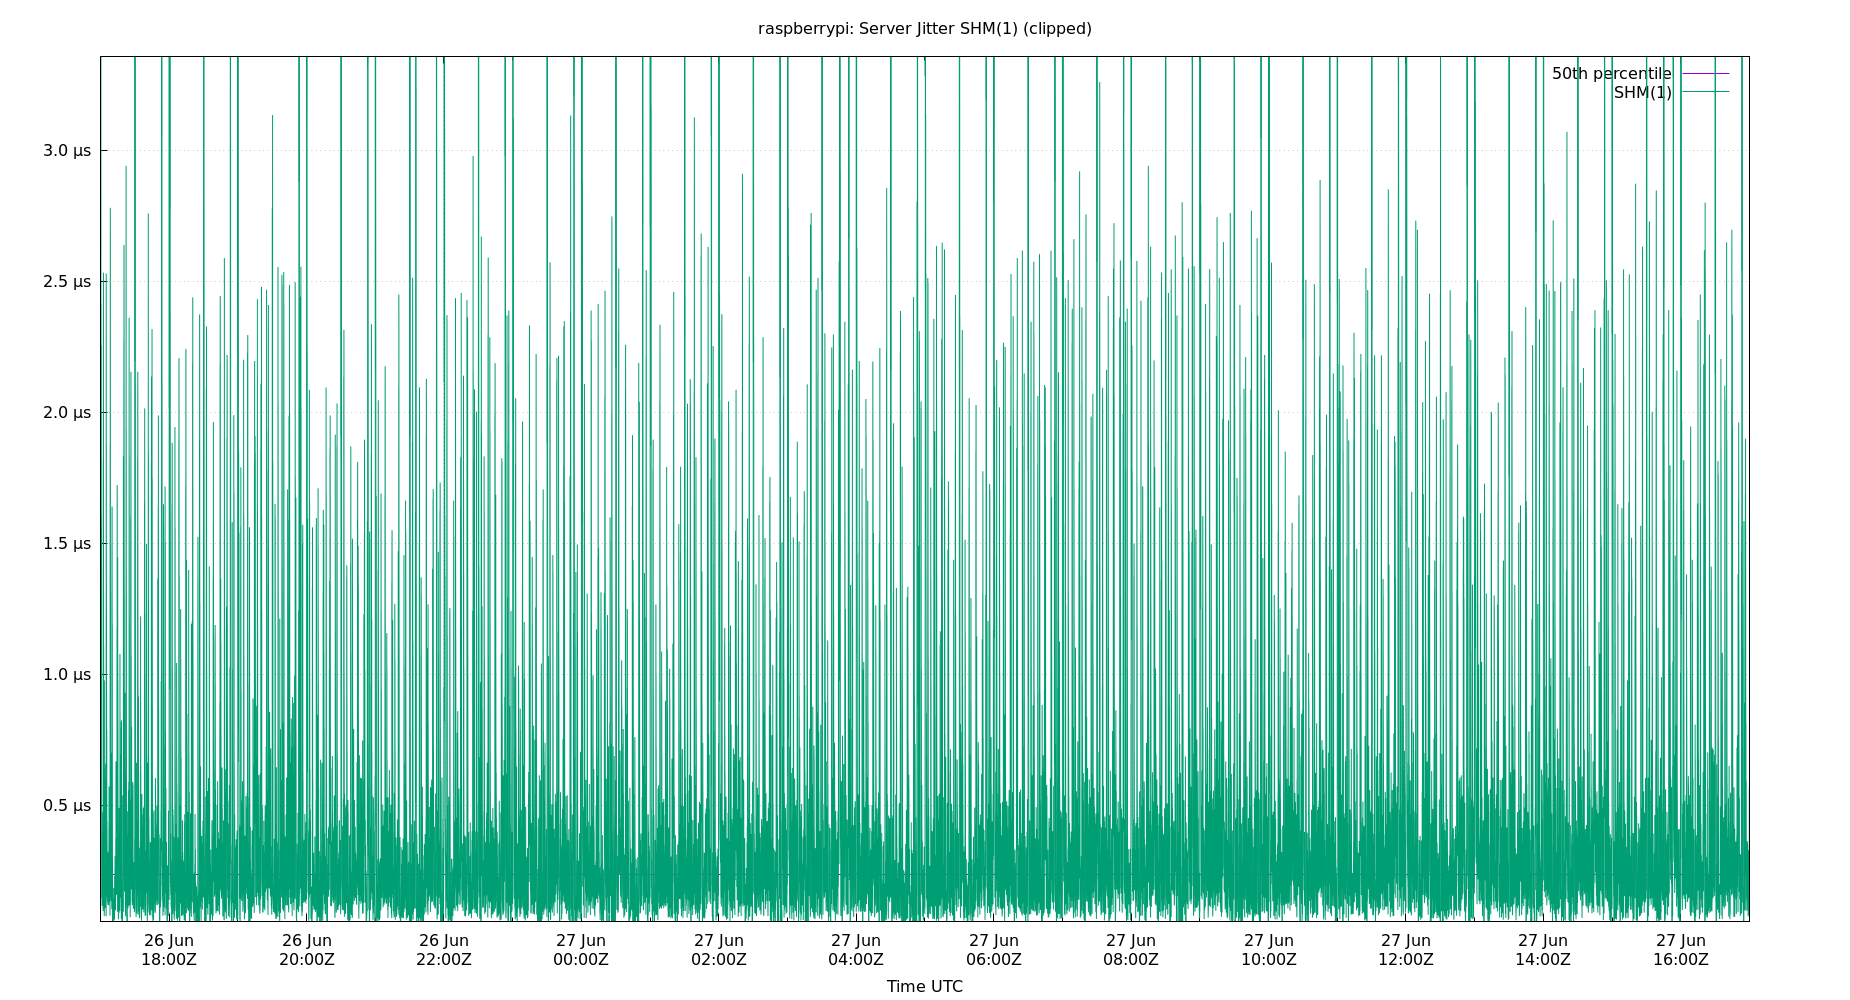 raspberrypi: Server Jitter SHM(1) (clipped)
50th percentile
SHM(1)
3.0 µs
2.5 µs
2.0 µs
1.5 µs
1.0 µs
0.5 µs
26 Jun 26 Jun 26 Jun 27 Jun 27 Jun 27 Jun 27 Jun 27 Jun 27 Jun 27 Jun 27 Jun 27 Jun
18:00Z 20:00Z 22:00Z 00:00Z 02:00Z 04:00Z 06:00Z 08:00Z 10:00Z 12:00Z 14:00Z 16:00Z
Time UTC